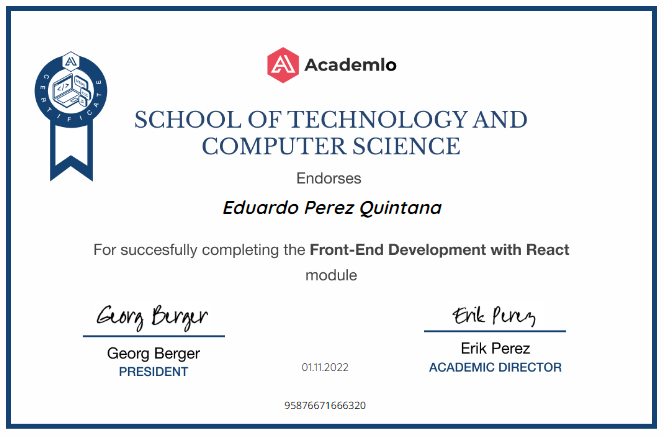 Academlo
CERTIFICATE
SCHOOL OF TECHNOLOGY AND
COMPUTER SCIENCE
Endorses
Eduardo Perez Quintana
For succesfully completing the Front-End Development with React
module
Georg Berger
Erik Perez
Georg Berger
Erik Perez
PRESIDENT
01.11.2022
ACADEMIC DIRECTOR
95876671666320